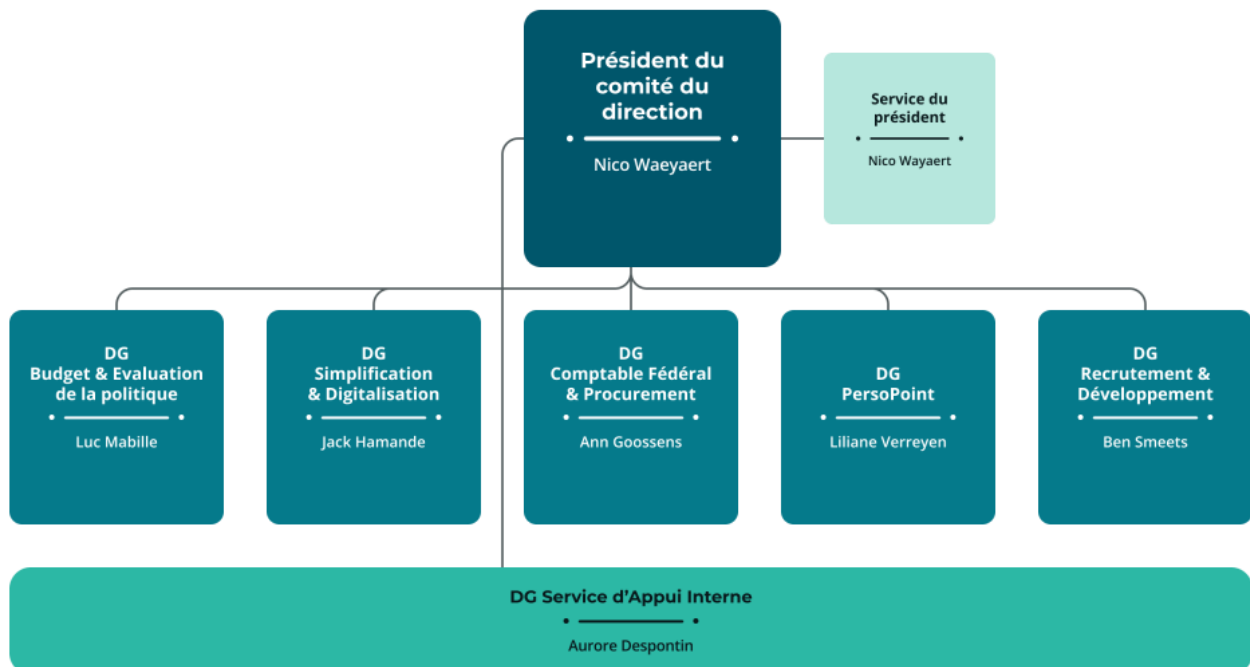 Président du
comité du
direction
Nico Waeyaert
Service du
président
Nico Wayaert
DG
Budget & Evaluation
de la politique
Luc Mabille
DG
Simplification
& Digitalisation
Jack Hamande
DG
Comptable Fédéral
& Procurement
Ann Goossens
DG
PersoPoint
Liliane Verreyen
DG
Recrutement &
Développement
Ben Smeets
DG Service d’Appui Interne
Aurore Despontin